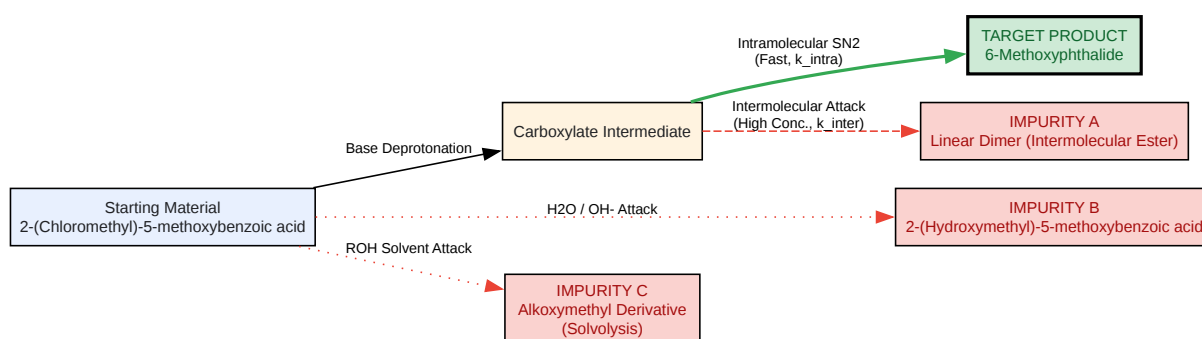 Intramolecular SN2
(Fast, k_intra)
TARGET PRODUCT
6-Methoxyphthalide
Base Deprotonation
Carboxylate Intermediate
Intermolecular Attack
(High Conc., k_inter)
IMPURITY A
Linear Dimer (Intermolecular Ester)
Starting Material
2-(Chloromethyl)-5-methoxybenzoic acid
H2O / OH- Attack
IMPURITY B
2-(Hydroxymethyl)-5-methoxybenzoic acid
ROH Solvent Attack
IMPURITY C
Alkoxymethyl Derivative
(Solvolysis)